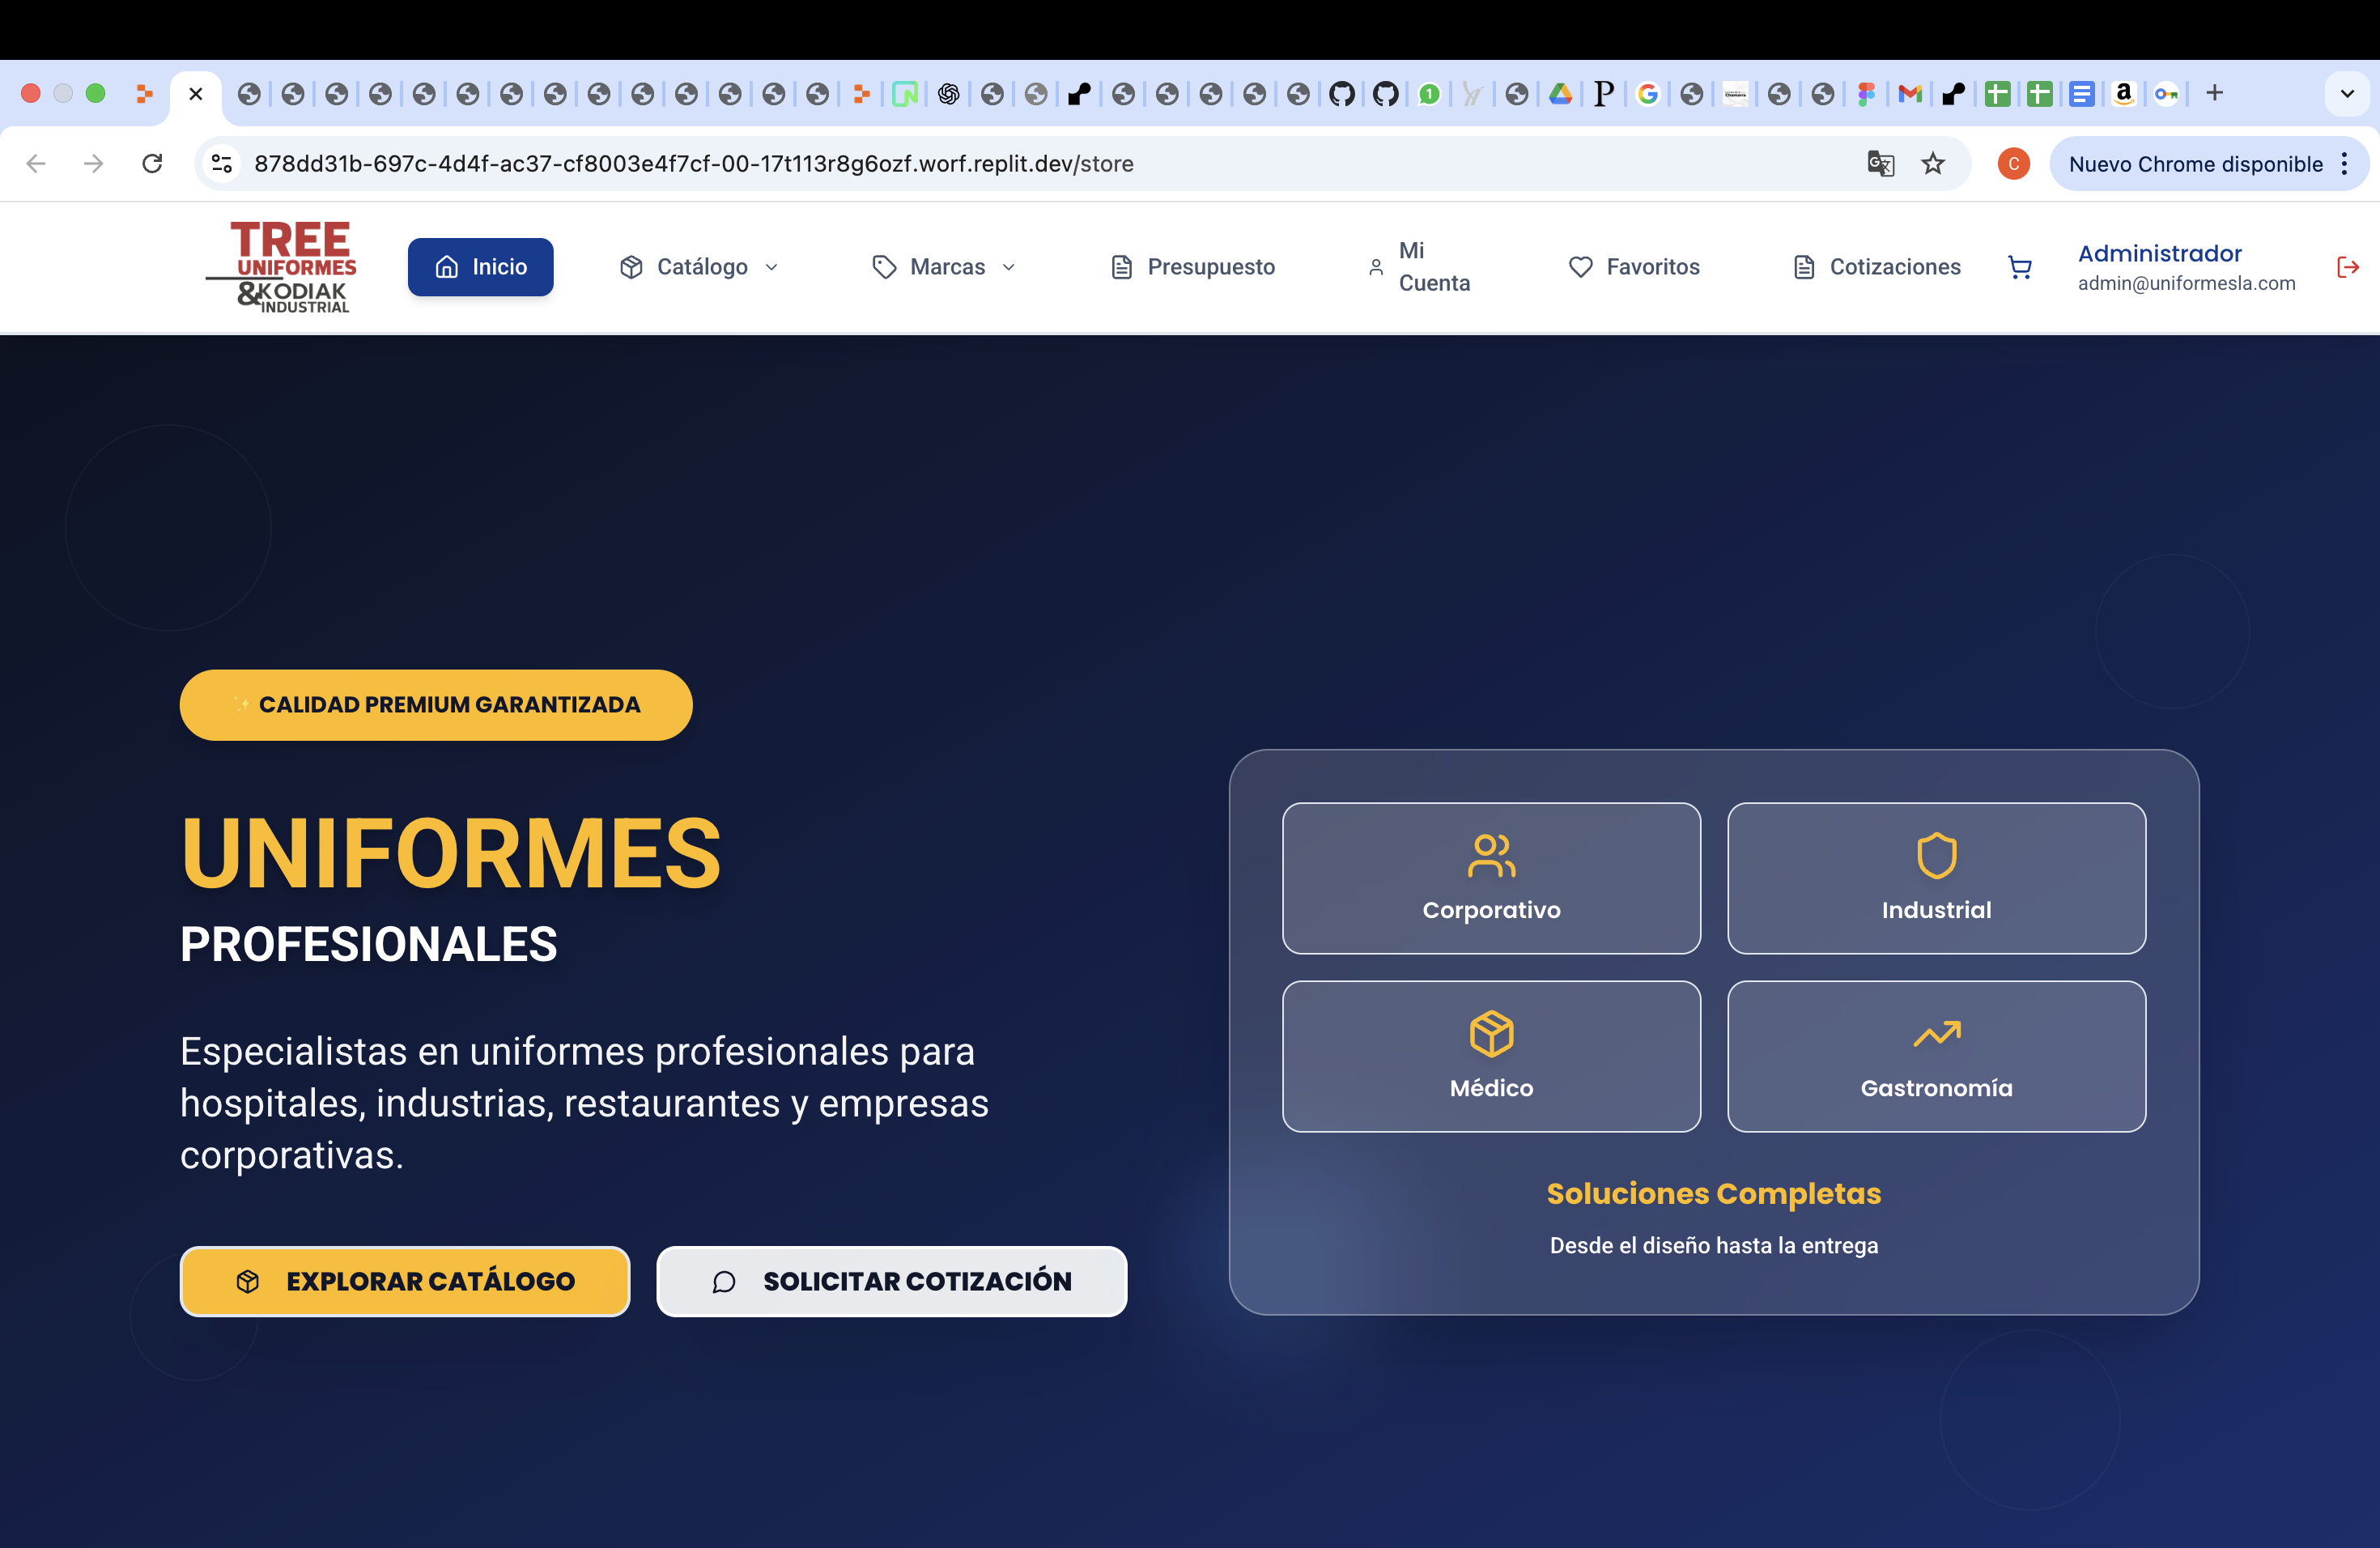 878dd31b-697c-4d4f-ac37-cf8003e4f7cf-00-17t113r8g6ozf.worf.replit.dev/store
C
Nuevo Chrome disponible
TREE
UNIFORMES
&KODIAK
INDUSTRIAL
Inicio
Catálogo
Marcas
Presupuesto
Mi
Cuenta
Favoritos
Cotizaciones
Administrador
admin@uniformesla.com
✨ CALIDAD PREMIUM GARANTIZADA
UNIFORMES
PROFESIONALES
Especialistas en uniformes profesionales para
hospitales, industrias, restaurantes y empresas
corporativas.
EXPLORAR CATÁLOGO
SOLICITAR COTIZACIÓN
Corporativo
Industrial
Médico
Gastronomía
Soluciones Completas
Desde el diseño hasta la entrega